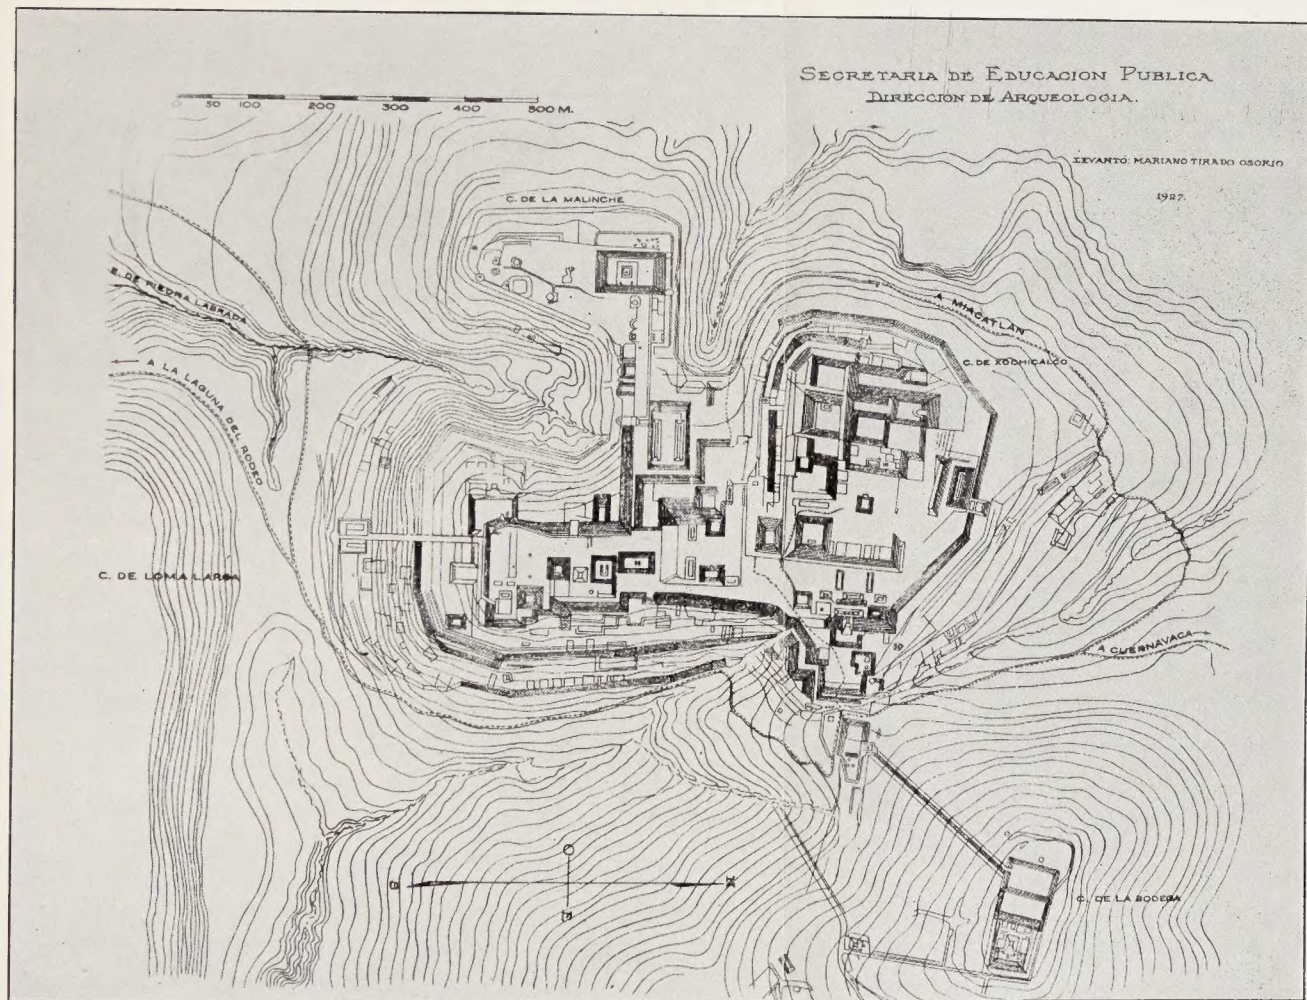 SECRETARIA DE EDUCACION PUBLICA
DIRECCION DE ARQUEOLOGIA.
0 50 100 200 300 400 500 M.
LEVANTÓ: MARIANO TIRADO OSORIO
1927.
C. DE LA MALINCHE
B. DE PIEDRA LABRADA
A MIACATLÁN
C. DE XOCHICALCO
A LA LAGUNA DEL RODEO
C. DE LOMA LARGA
A CUERNAVACA
C. DE LA BODEGA